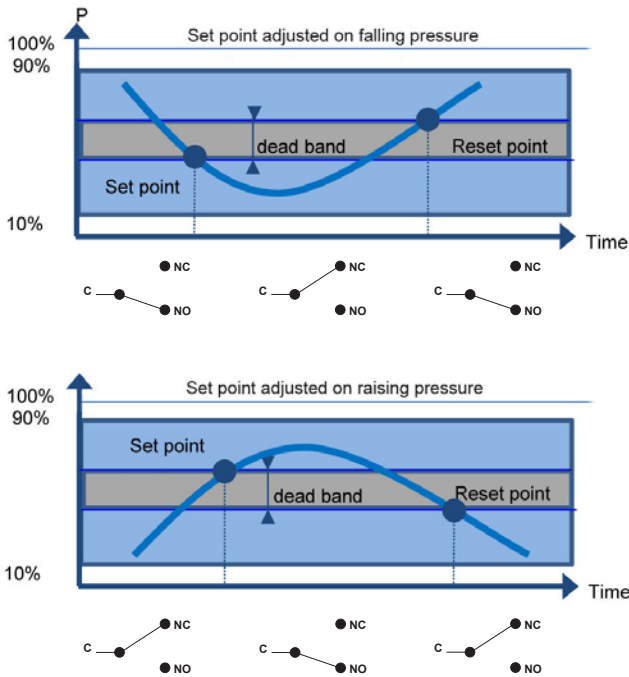 P
100%
Set point adjusted on falling pressure
90%
dead band
Reset point
Set point
10%
Time
NC
NC
NC
C
C
C
NO
NO
NO
100%
Set point adjusted on raising pressure
90%
Set point
dead band
Reset point
10%
Time
NC
NC
NC
C
C
C
NO
NO
NO